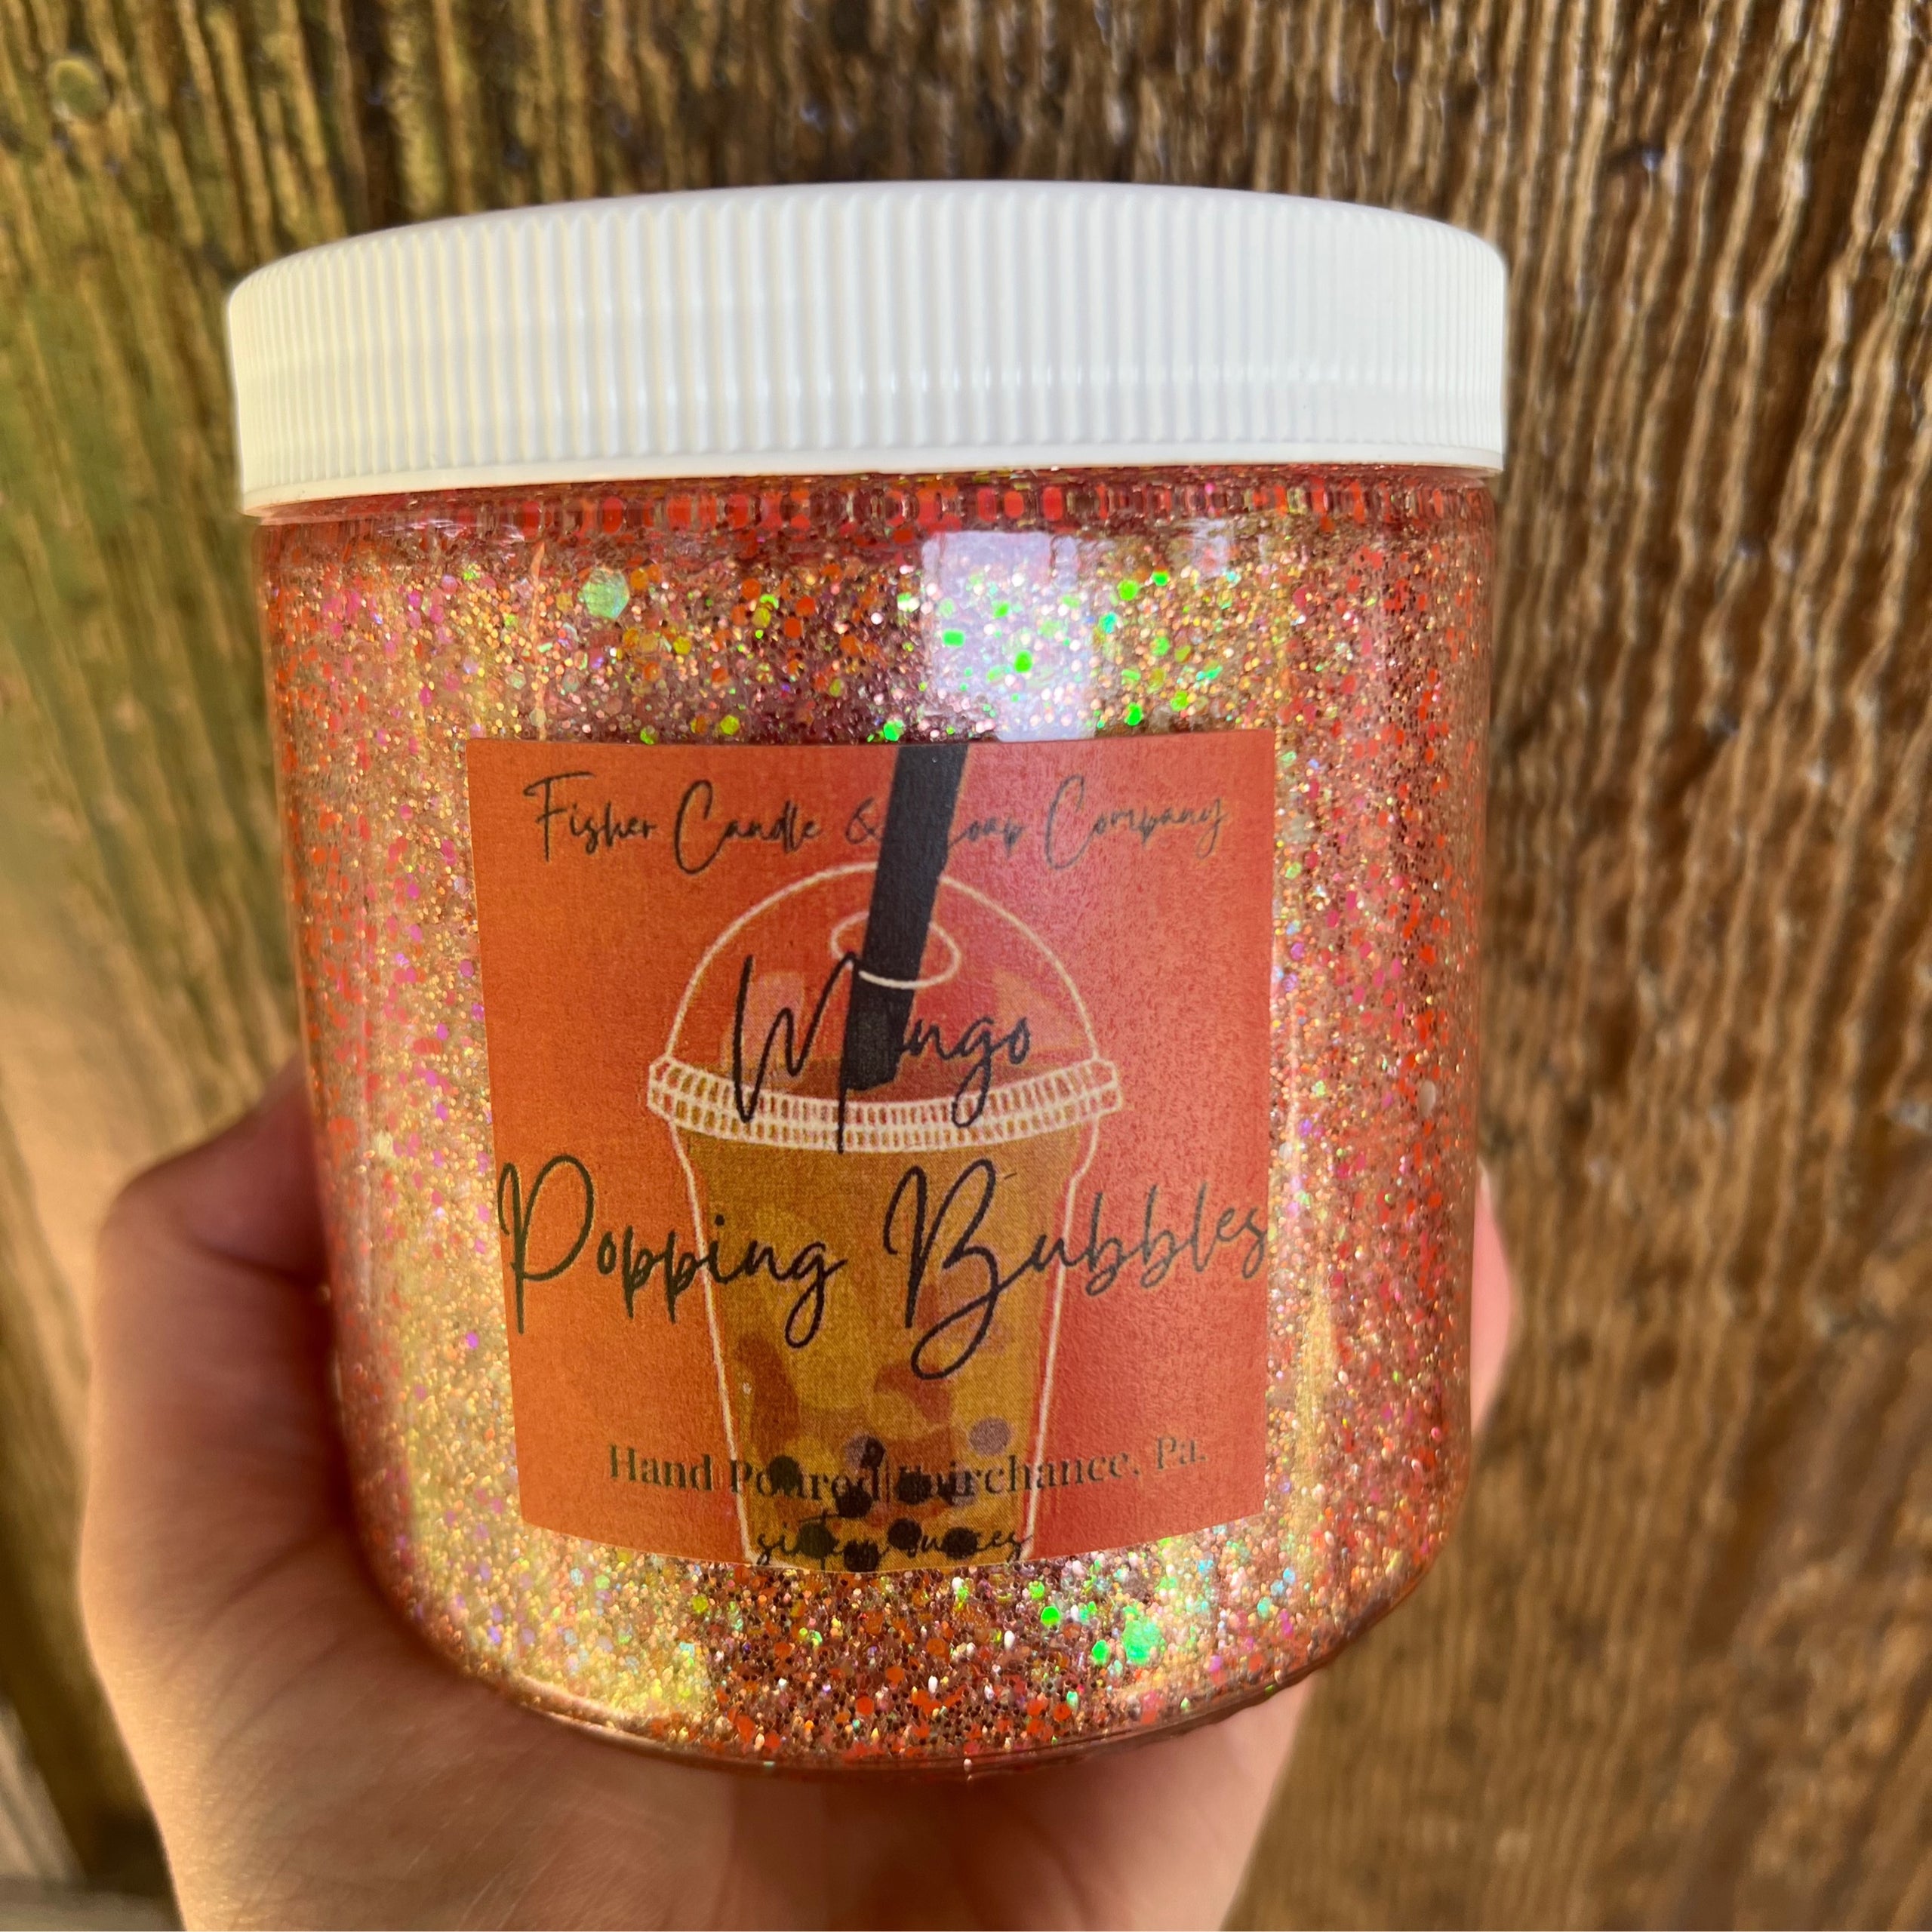 Fisher Candle & Soap Company
Mango
Popping Bubbles
Hand Poured | Fairchance, Pa.
sixteen ounces